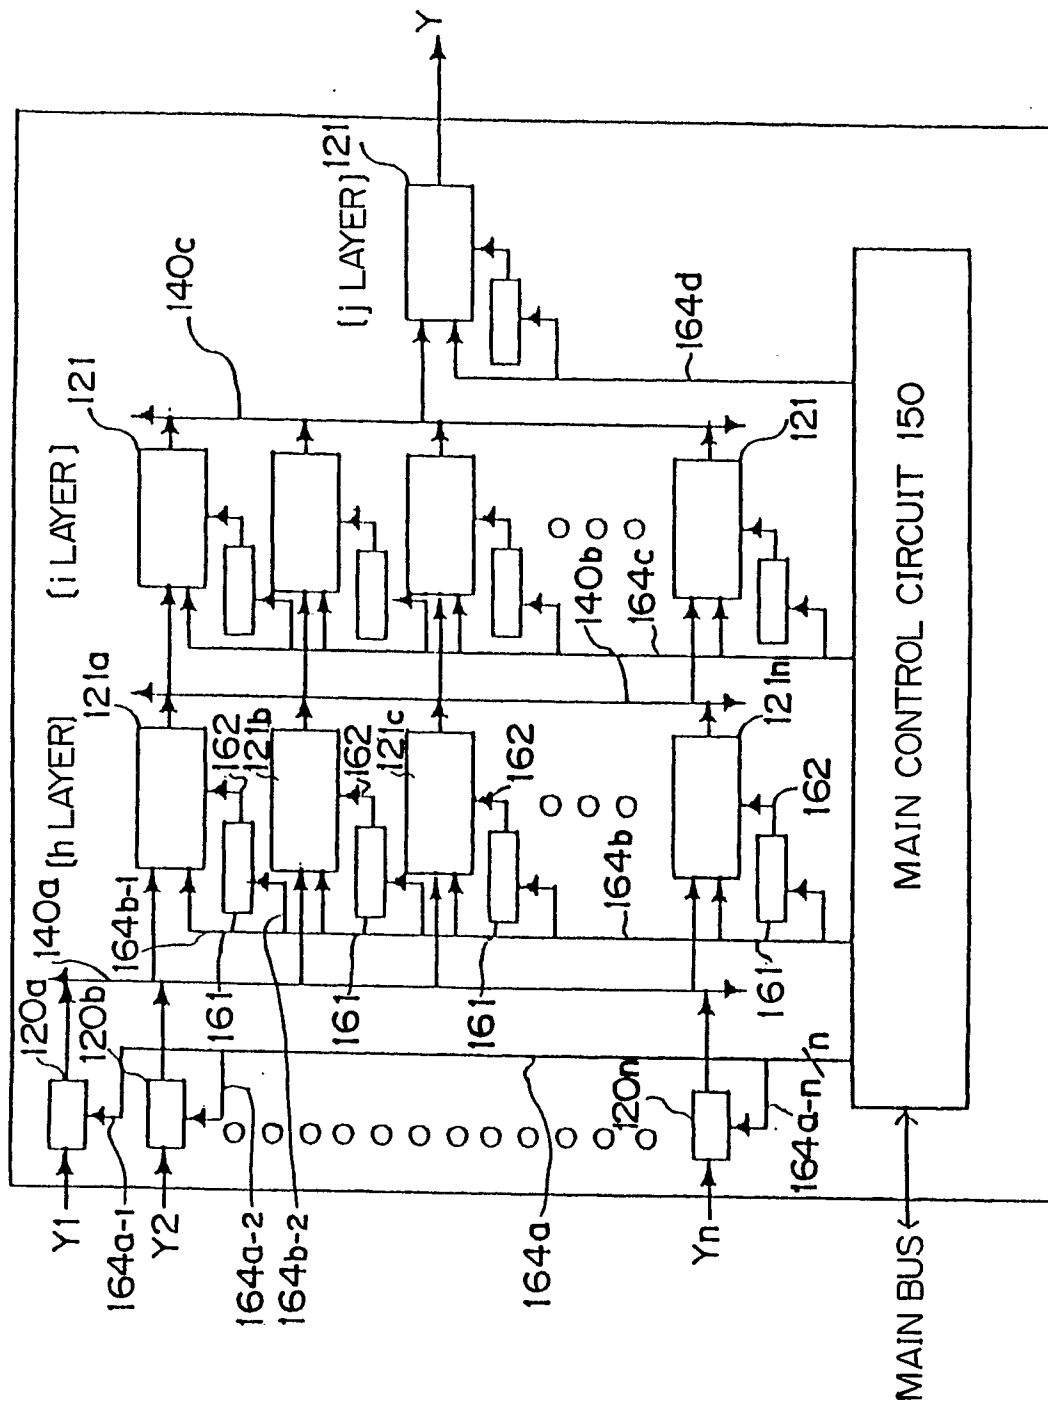 120a
140a
[h LAYER]
121a
[i LAYER]
121
Y1
120b
164b-1
140c
164a-1
Y2
161
162
164a-2
121b
164b-2
161
162
121c
[j LAYER]
121
Y
161
162
164a
140b
164b
164c
120n
164d
Yn
161
121n
162
121
164a-n
n
MAIN CONTROL CIRCUIT 150
MAIN BUS